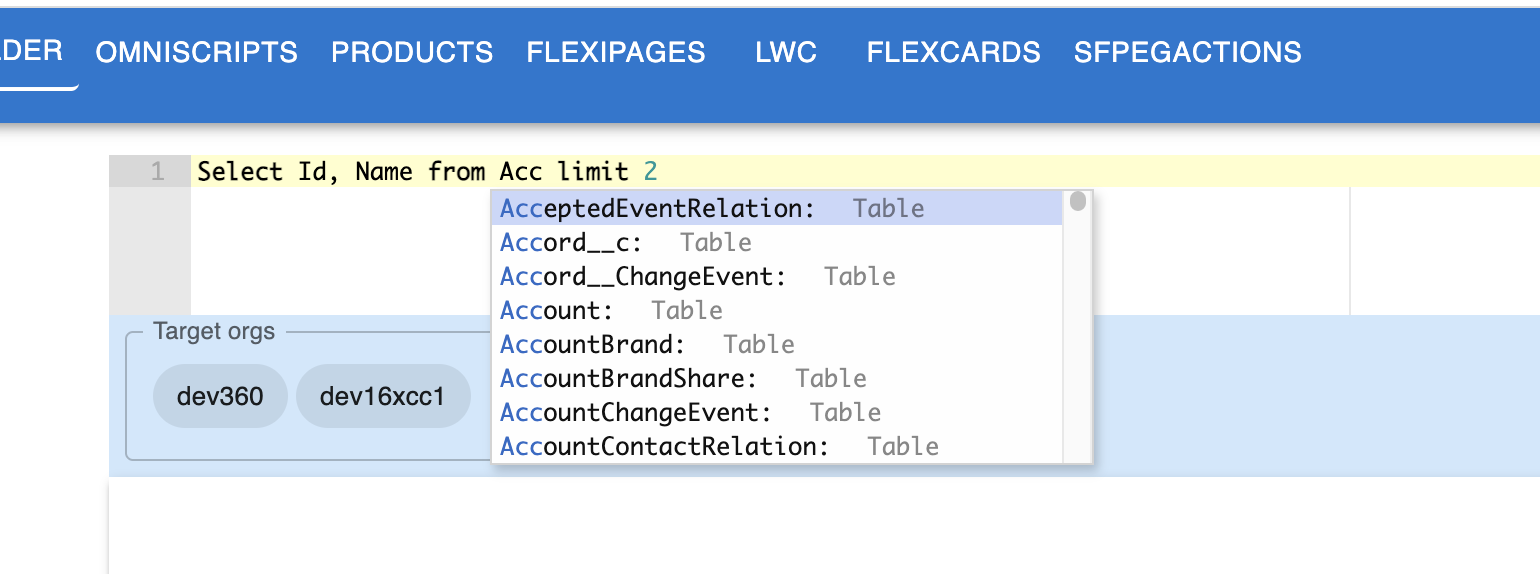 DER OMNISCRIPTS PRODUCTS FLEXIPAGES LWC FLEXCARDS SFPEGACTIONS
1 Select Id, Name from Acc limit 2
AcceptedEventRelation: Table
Accord__c: Table
Accord__ChangeEvent: Table
Account: Table
AccountBrand: Table
AccountBrandShare: Table
AccountChangeEvent: Table
AccountContactRelation: Table
Target orgs
dev360 dev16xcc1